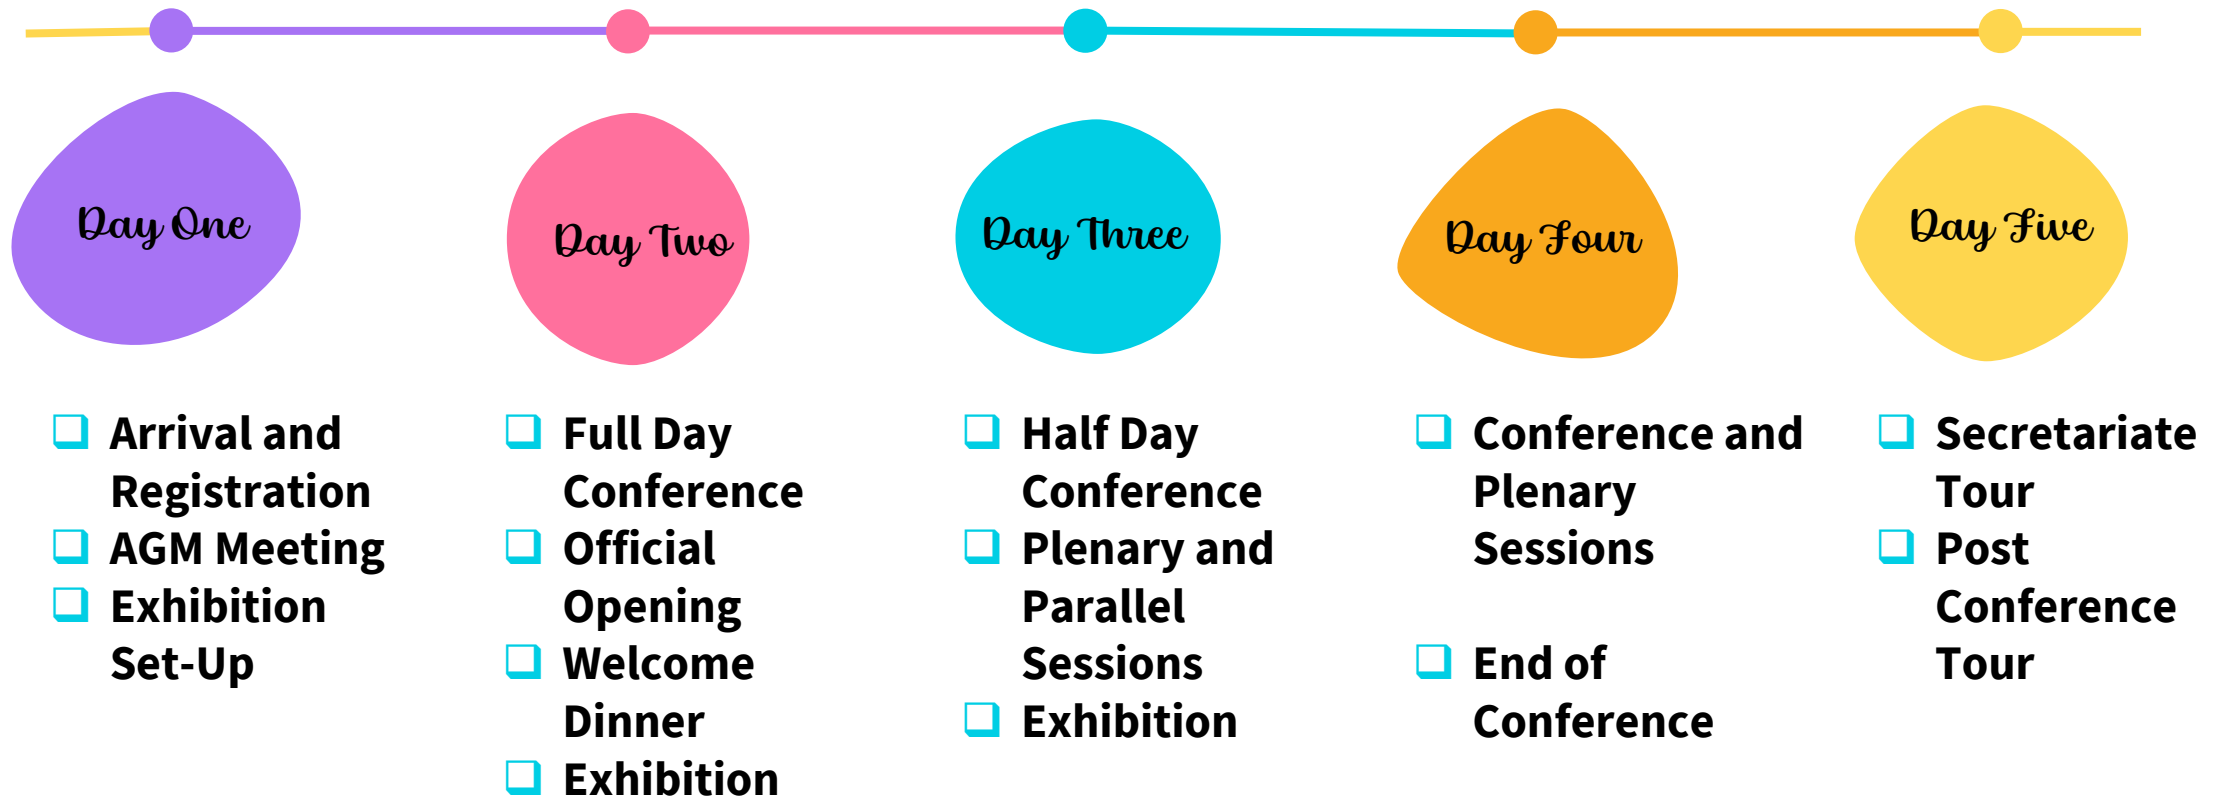 Day One
Day Two
Day Three
Day Four
Day Five
❑ Arrival and
Registration
❑ AGM Meeting
❑ Exhibition
Set-Up
❑ Full Day
Conference
❑ Official
Opening
❑ Welcome
Dinner
❑ Exhibition
❑ Half Day
Conference
❑ Plenary and
Parallel
Sessions
❑ Exhibition
❑ Conference and
Plenary
Sessions
❑ End of
Conference
❑ Secretariate
Tour
❑ Post
Conference
Tour